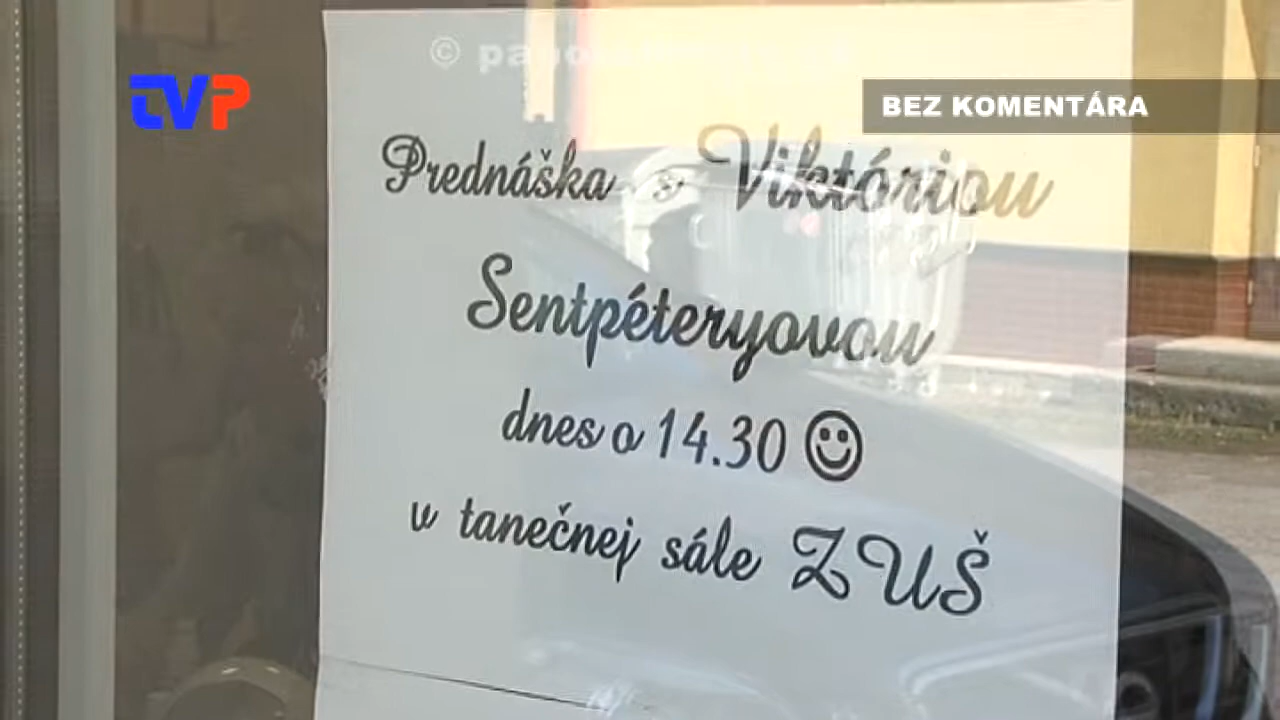 TVP
BEZ KOMENTÁRA
Prednáška s Viktóriou
Sentpéteryovou
dnes o 14.30
v tanečnej sále ZUŠ